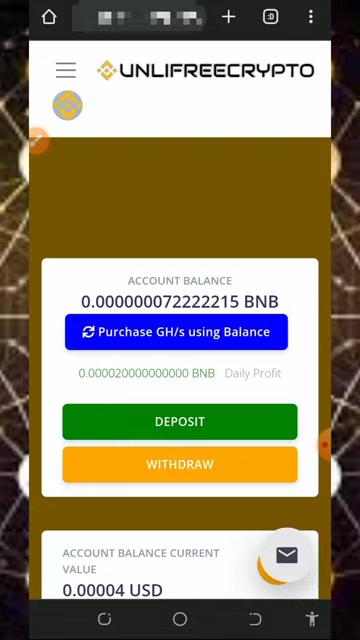 :D
UNLIFREECRYPTO
ACCOUNT BALANCE
0.000000072222215 BNB
Purchase GH/s using Balance
0.000020000000000 BNB Daily Profit
DEPOSIT
WITHDRAW
ACCOUNT BALANCE CURRENT
VALUE
0.00004 USD